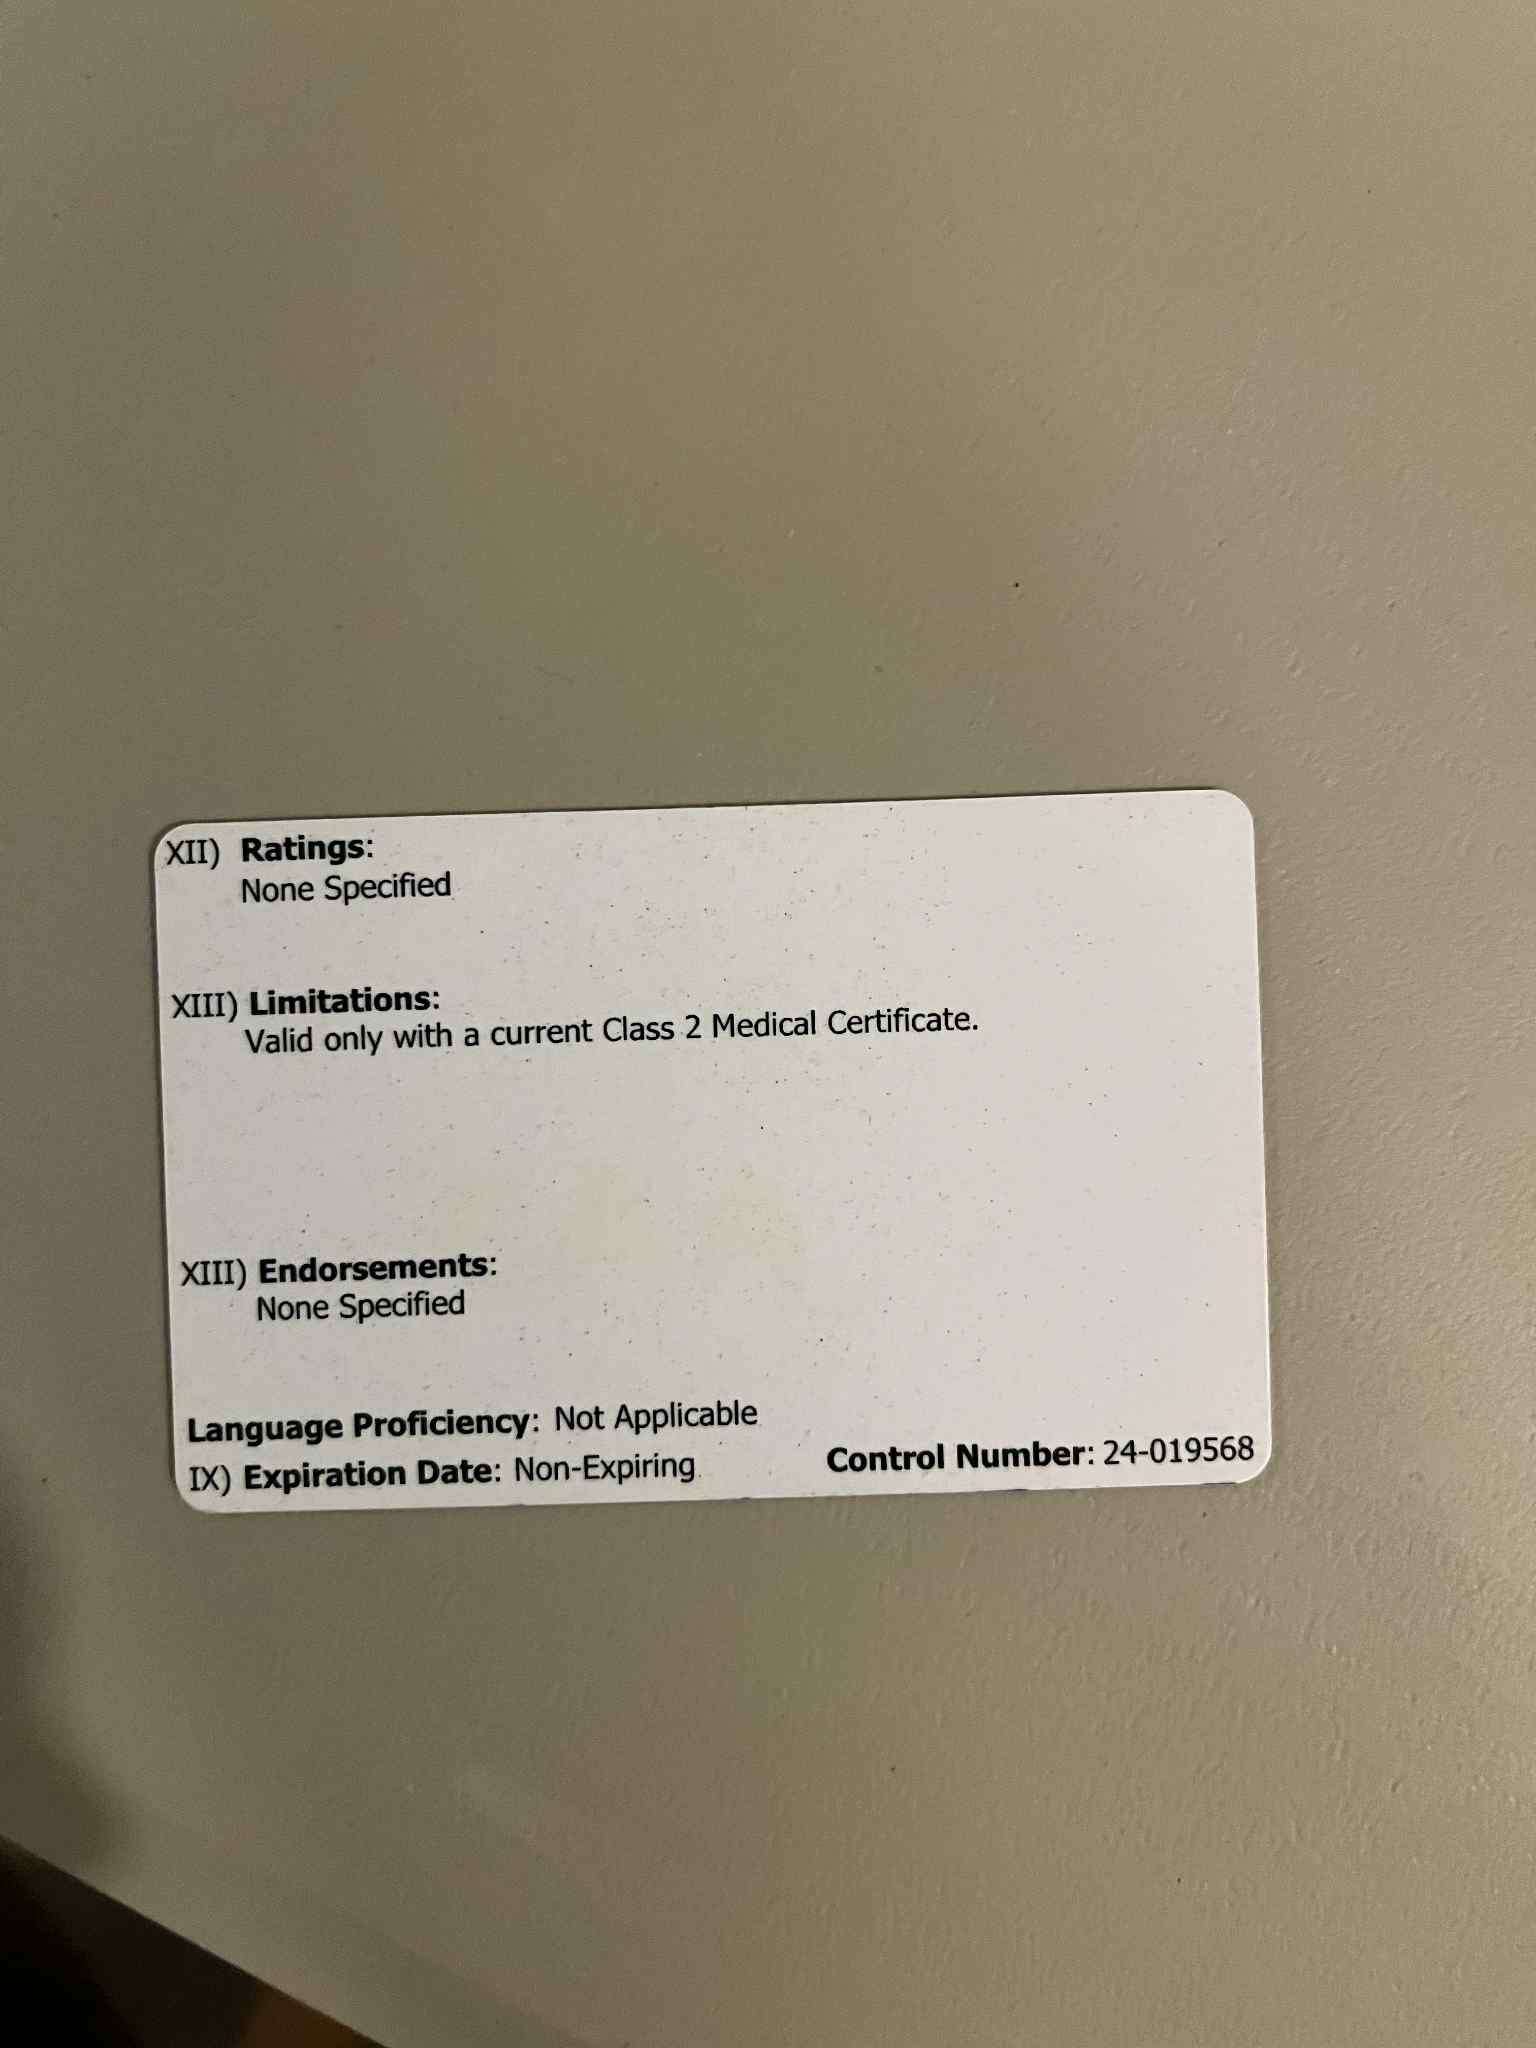 XII) Ratings:
None Specified
XIII) Limitations:
Valid only with a current Class 2 Medical Certificate.
XIII) Endorsements:
None Specified
Language Proficiency: Not Applicable
IX) Expiration Date: Non-Expiring
Control Number: 24-019568